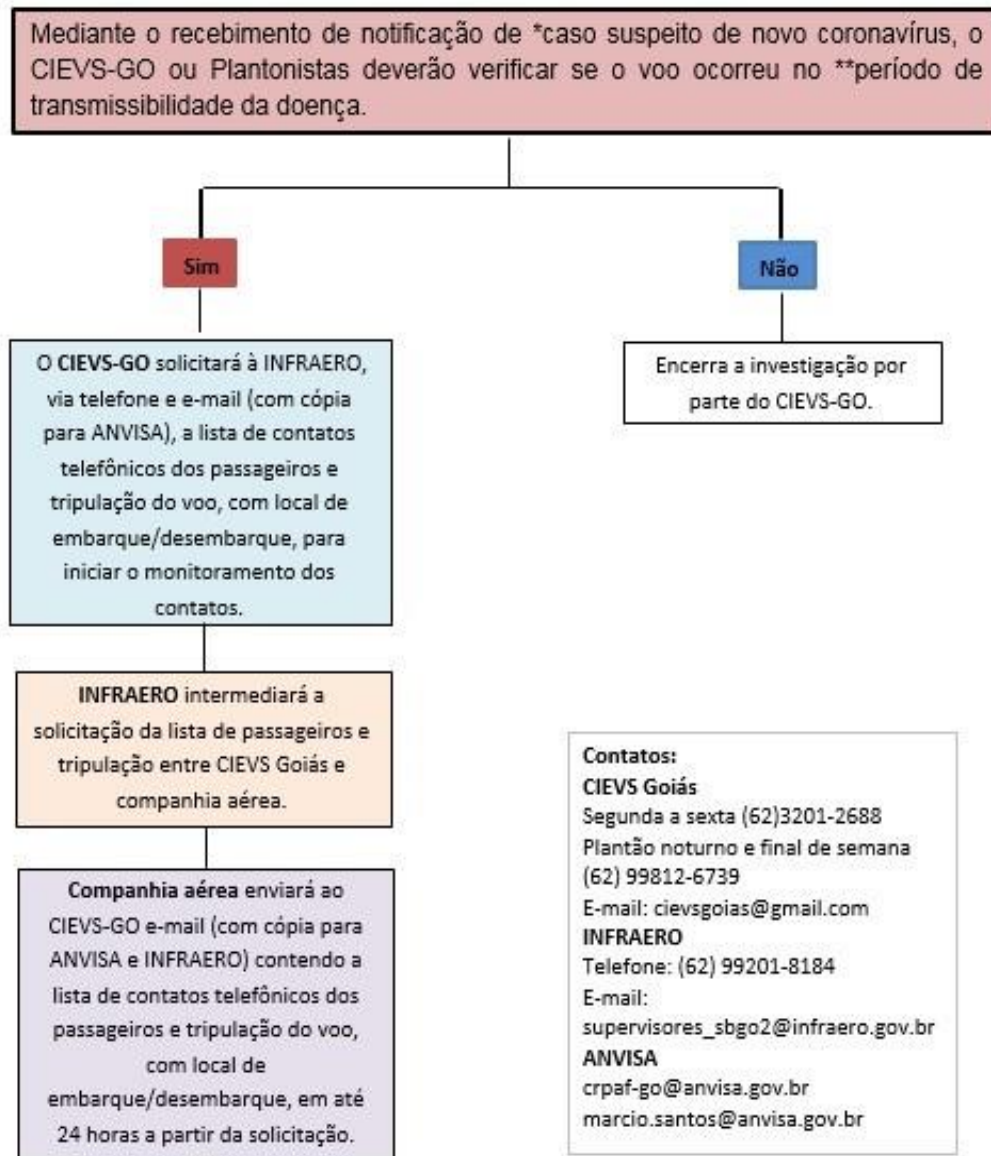 Mediante o recebimento de notificação de *caso suspeito de novo coronavírus, o
CIEVS-GO ou Plantonistas deverão verificar se o voo ocorreu no **período de
transmissibilidade da doença.
Sim
Não
O CIEVS-GO solicitará à INFRAERO,
via telefone e e-mail (com cópia
para ANVISA), a lista de contatos
telefônicos dos passageiros e
tripulação do voo, com local de
embarque/desembarque, para
iniciar o monitoramento dos
contatos.
Encerra a investigação por
parte do CIEVS-GO.
INFRAERO intermediará a
solicitação da lista de passageiros e
tripulação entre CIEVS Goiás e
companhia aérea.
Companhia aérea enviará ao
CIEVS-GO e-mail (com cópia para
ANVISA e INFRAERO) contendo a
lista de contatos telefônicos dos
passageiros e tripulação do voo,
com local de
embarque/desembarque, em até
24 horas a partir da solicitação.
Contatos:
CIEVS Goiás
Segunda a sexta (62)3201-2688
Plantão noturno e final de semana
(62) 99812-6739
E-mail: cievsgoias@gmail.com
INFRAERO
Telefone: (62) 99201-8184
E-mail:
supervisores_sbgo2@infraero.gov.br
ANVISA
crpaf-go@anvisa.gov.br
marcio.santos@anvisa.gov.br